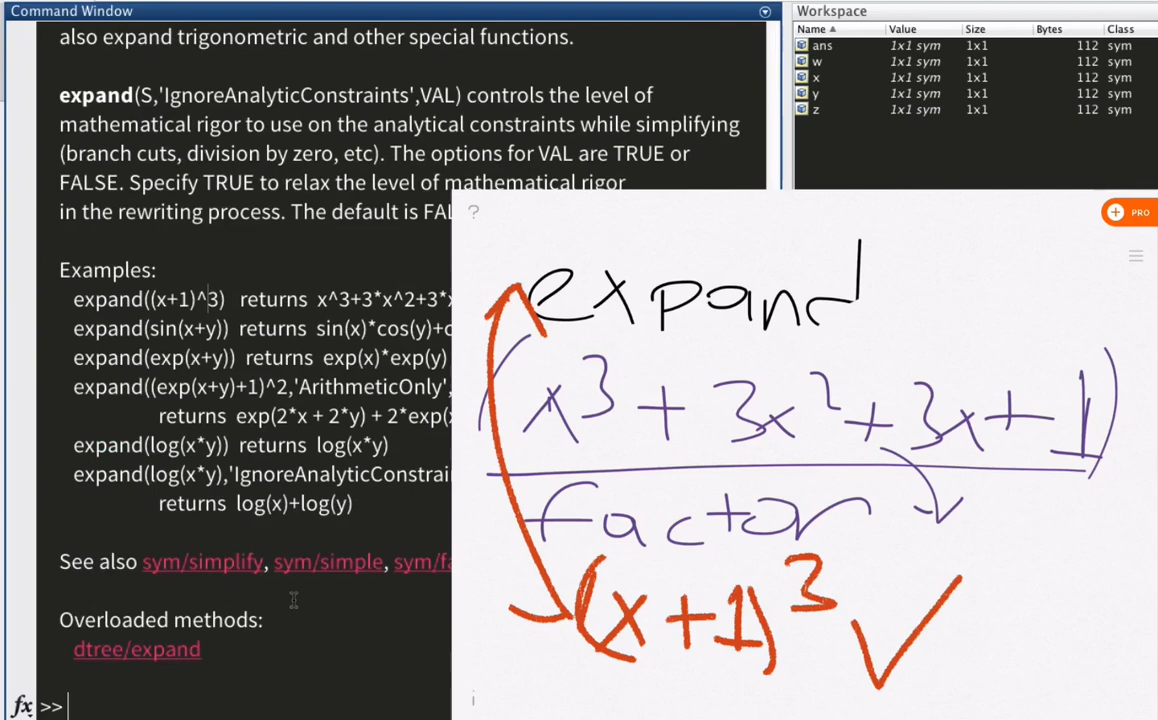 Command Window
also expand trigonometric and other special functions.
expand(S,'IgnoreAnalyticConstraints',VAL) controls the level of
mathematical rigor to use on the analytical constraints while simplifying
(branch cuts, division by zero, etc). The options for VAL are TRUE or
FALSE. Specify TRUE to relax the level of mathematical rigor
in the rewriting process. The default is FAL
Examples:
expand((x+1)^3) returns x^3+3*x^2+3*x
expand(sin(x+y)) returns sin(x)*cos(y)+c
expand(exp(x+y)) returns exp(x)*exp(y)
expand((exp(x+y)+1)^2,'ArithmeticOnly',
returns exp(2*x + 2*y) + 2*exp(x
expand(log(x*y)) returns log(x*y)
expand(log(x*y),'IgnoreAnalyticConstrai
returns log(x)+log(y)
See also sym/simplify, sym/simple, sym/fa
Overloaded methods:
dtree/expand
fx >>
Workspace
Name Value Size Bytes Class
ans 1x1 sym 1x1 112 sym
w 1x1 sym 1x1 112 sym
x 1x1 sym 1x1 112 sym
y 1x1 sym 1x1 112 sym
z 1x1 sym 1x1 112 sym
?
PRO
expand
(x³ + 3x² + 3x + 1)
factor
(x+1)³
i